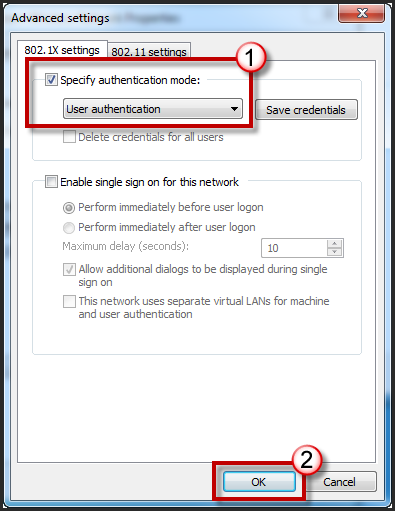 Advanced settings
802.1X settings
802.11 settings
1
Specify authentication mode:
User authentication
Save credentials
Delete credentials for all users
Enable single sign on for this network
Perform immediately before user logon
Perform immediately after user logon
Maximum delay (seconds):
10
Allow additional dialogs to be displayed during single
sign on
This network uses separate virtual LANs for machine
and user authentication
2
OK
Cancel